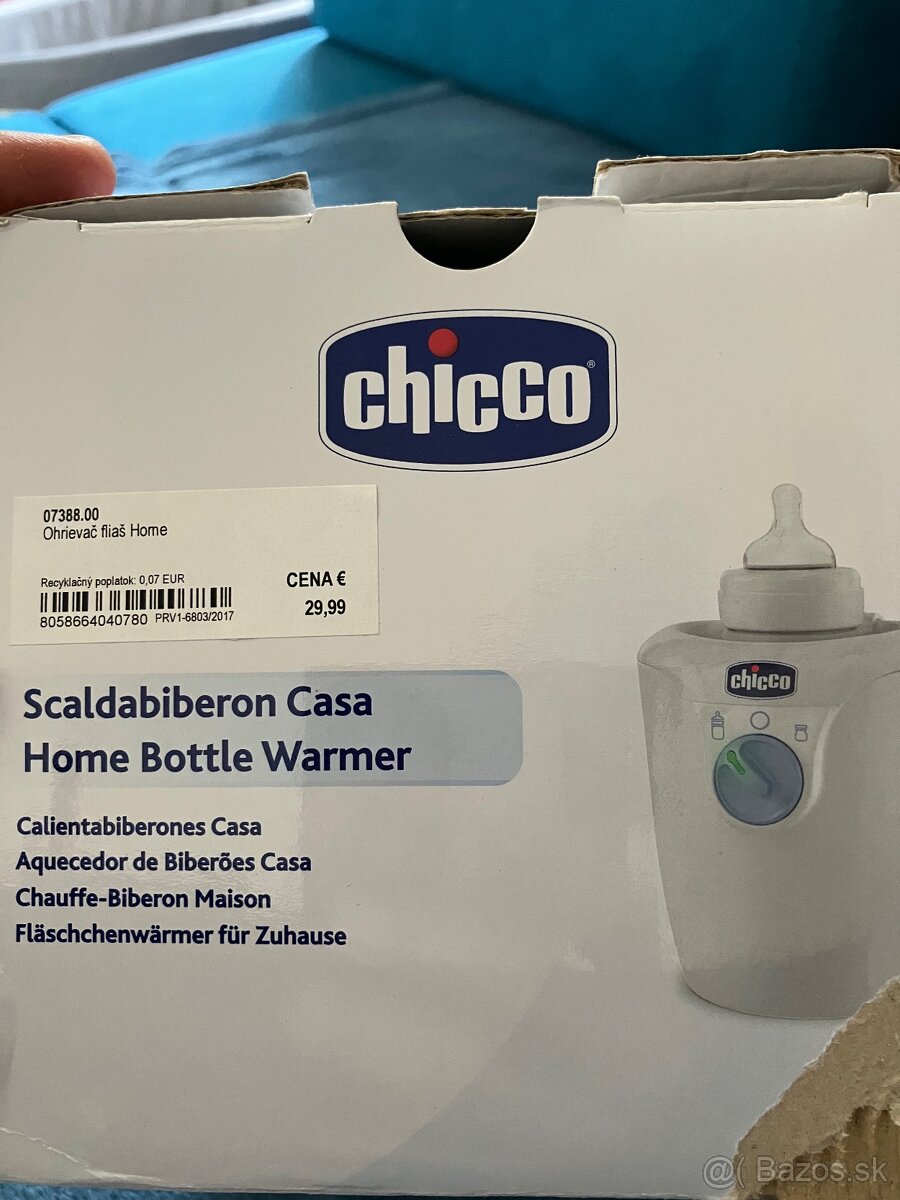 chicco®
07388.00
Ohrievač fliaš Home
Recyklačný poplatok: 0,07 EUR
CENA €
29,99
8058664040780 PRV1-6803/2017
Scaldabiberon Casa
Home Bottle Warmer
Calientabiberones Casa
Aquecedor de Biberões Casa
Chauffe-Biberon Maison
Fläschchenwärmer für Zuhause
chicco
@( Bazos.sk